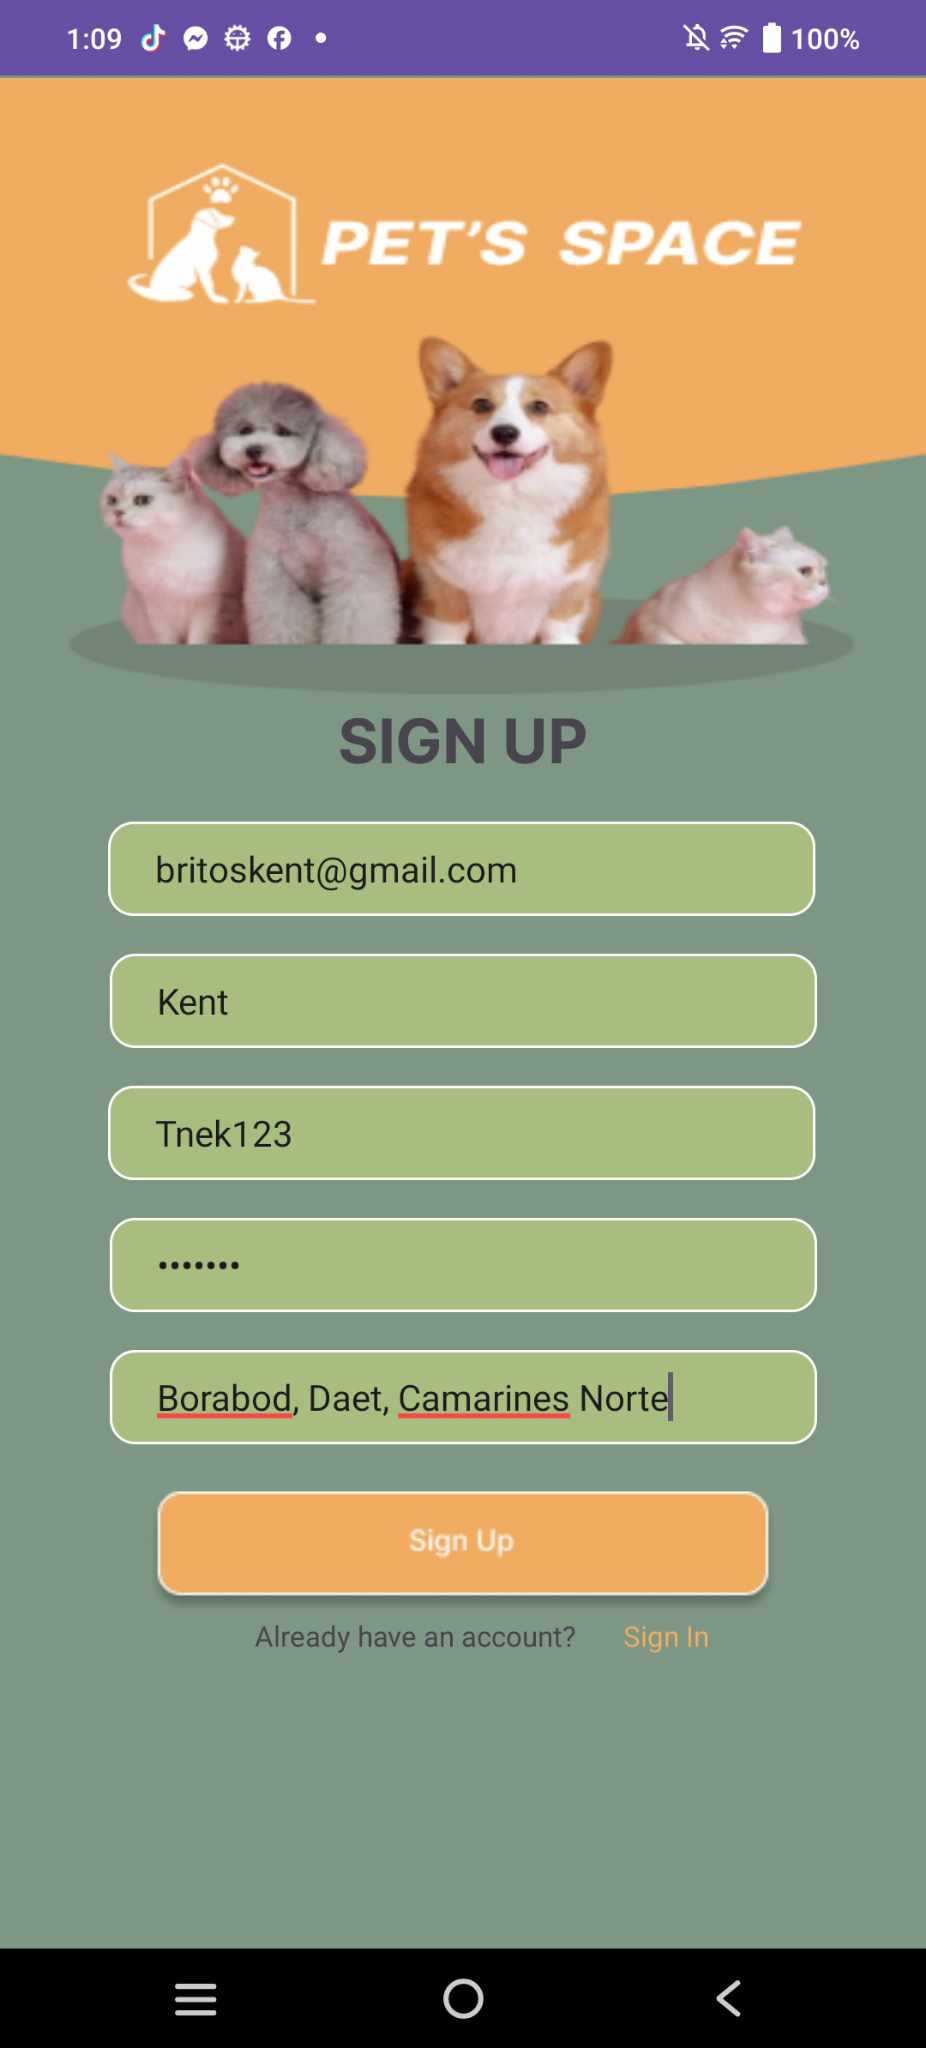 1:09
100%
PET'S SPACE
SIGN UP
britoskent@gmail.com
Kent
Tnek123
•••••••
Borabod, Daet, Camarines Norte
Sign Up
Already have an account? Sign In